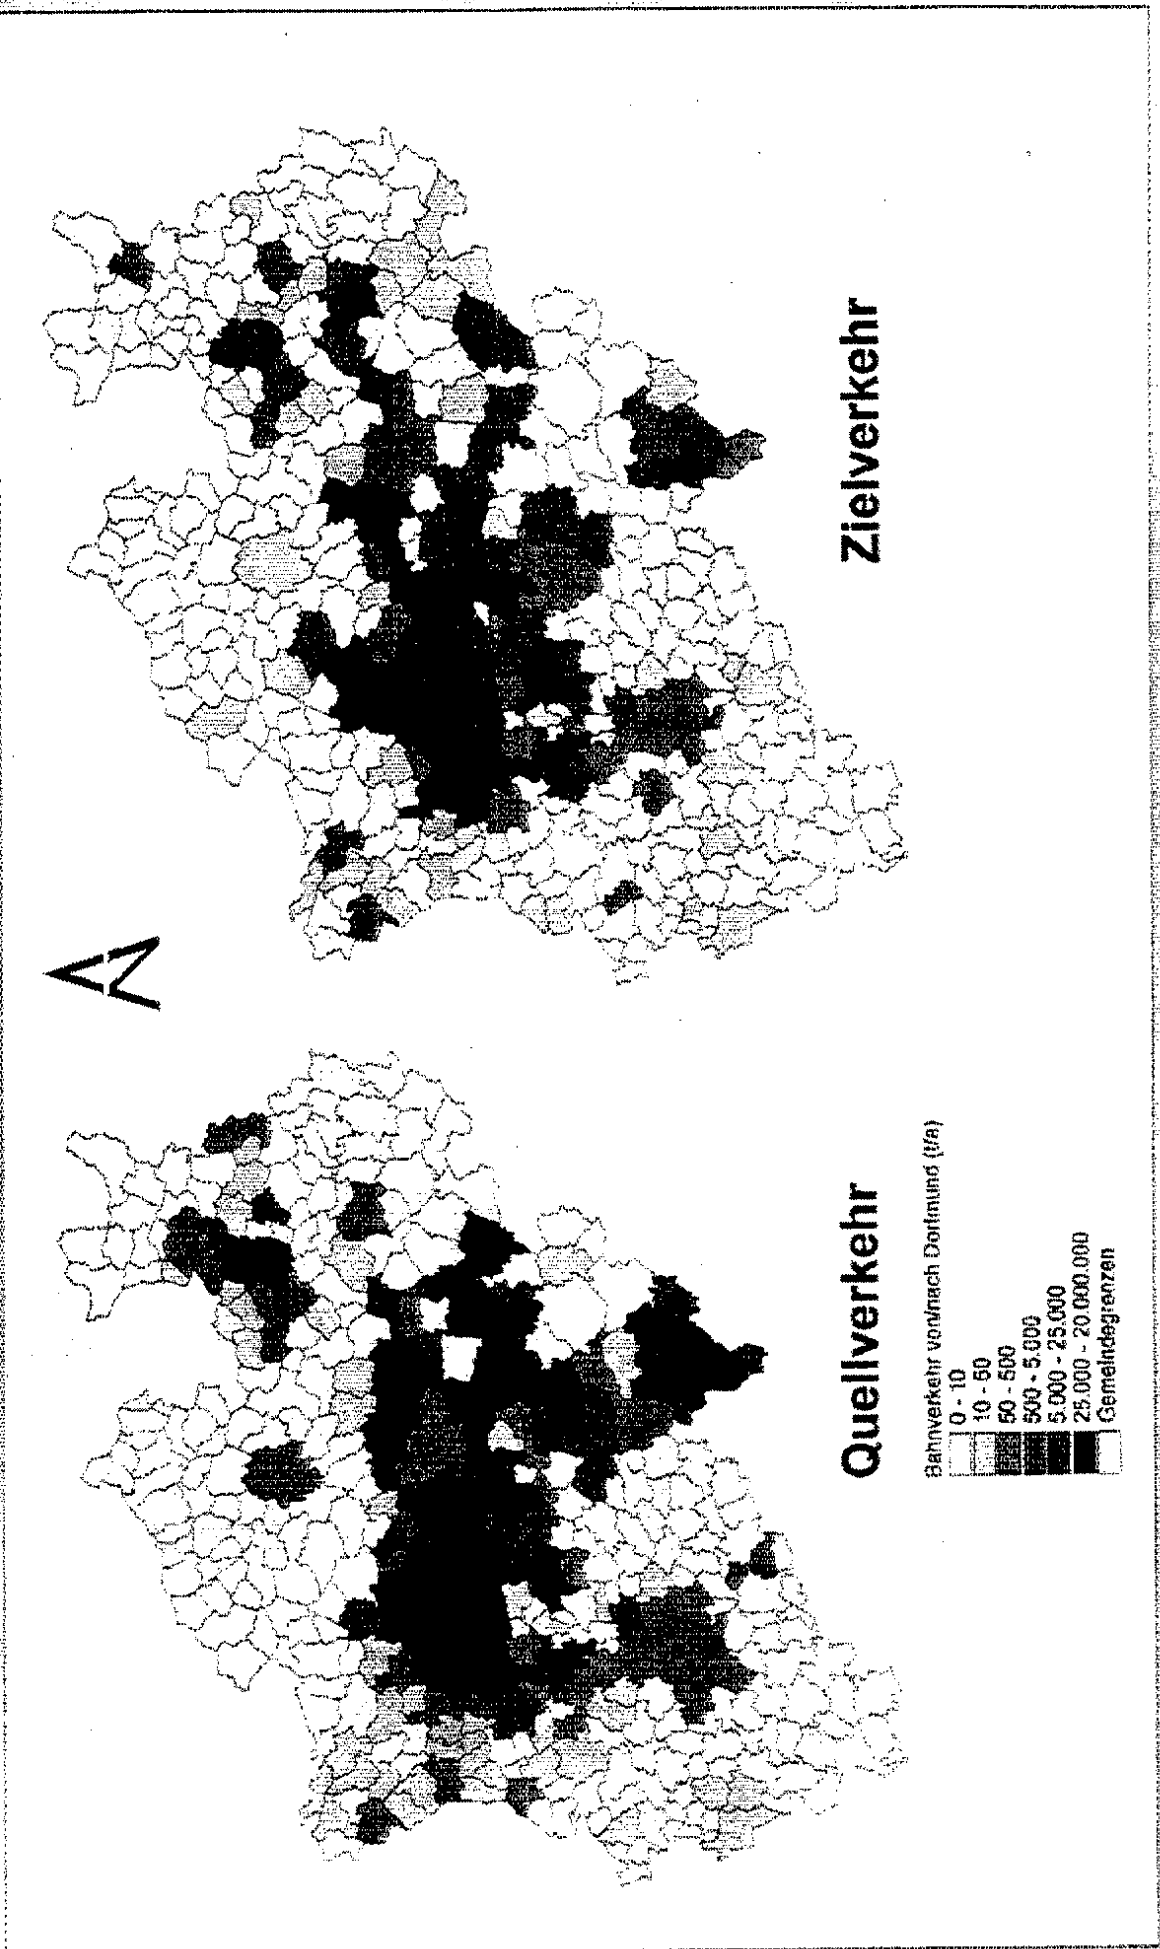 Quellverkehr
Zielverkehr
Bahnverkehr von/nach Dortmund (t/a)
0 - 10
10 - 50
50 - 500
500 - 5.000
5.000 - 25.000
25.000 - 20.000.000
Gemeindegrenzen